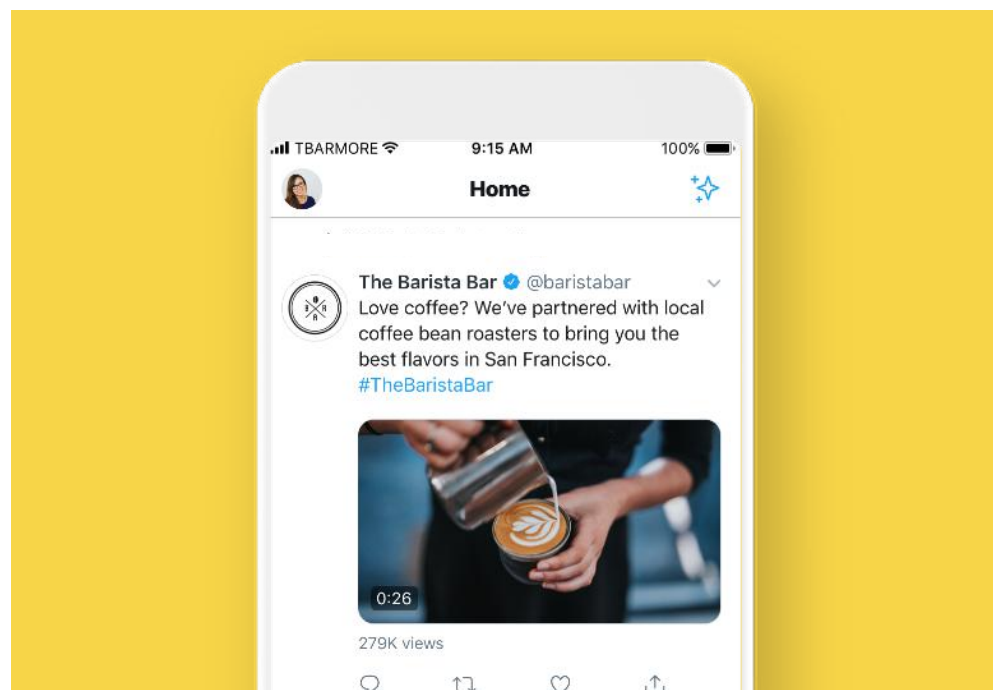 TBARMORE 9:15 AM 100%
Home
The Barista Bar @baristabar
Love coffee? We’ve partnered with local
coffee bean roasters to bring you the
best flavors in San Francisco.
#TheBaristaBar
0:26
279K views